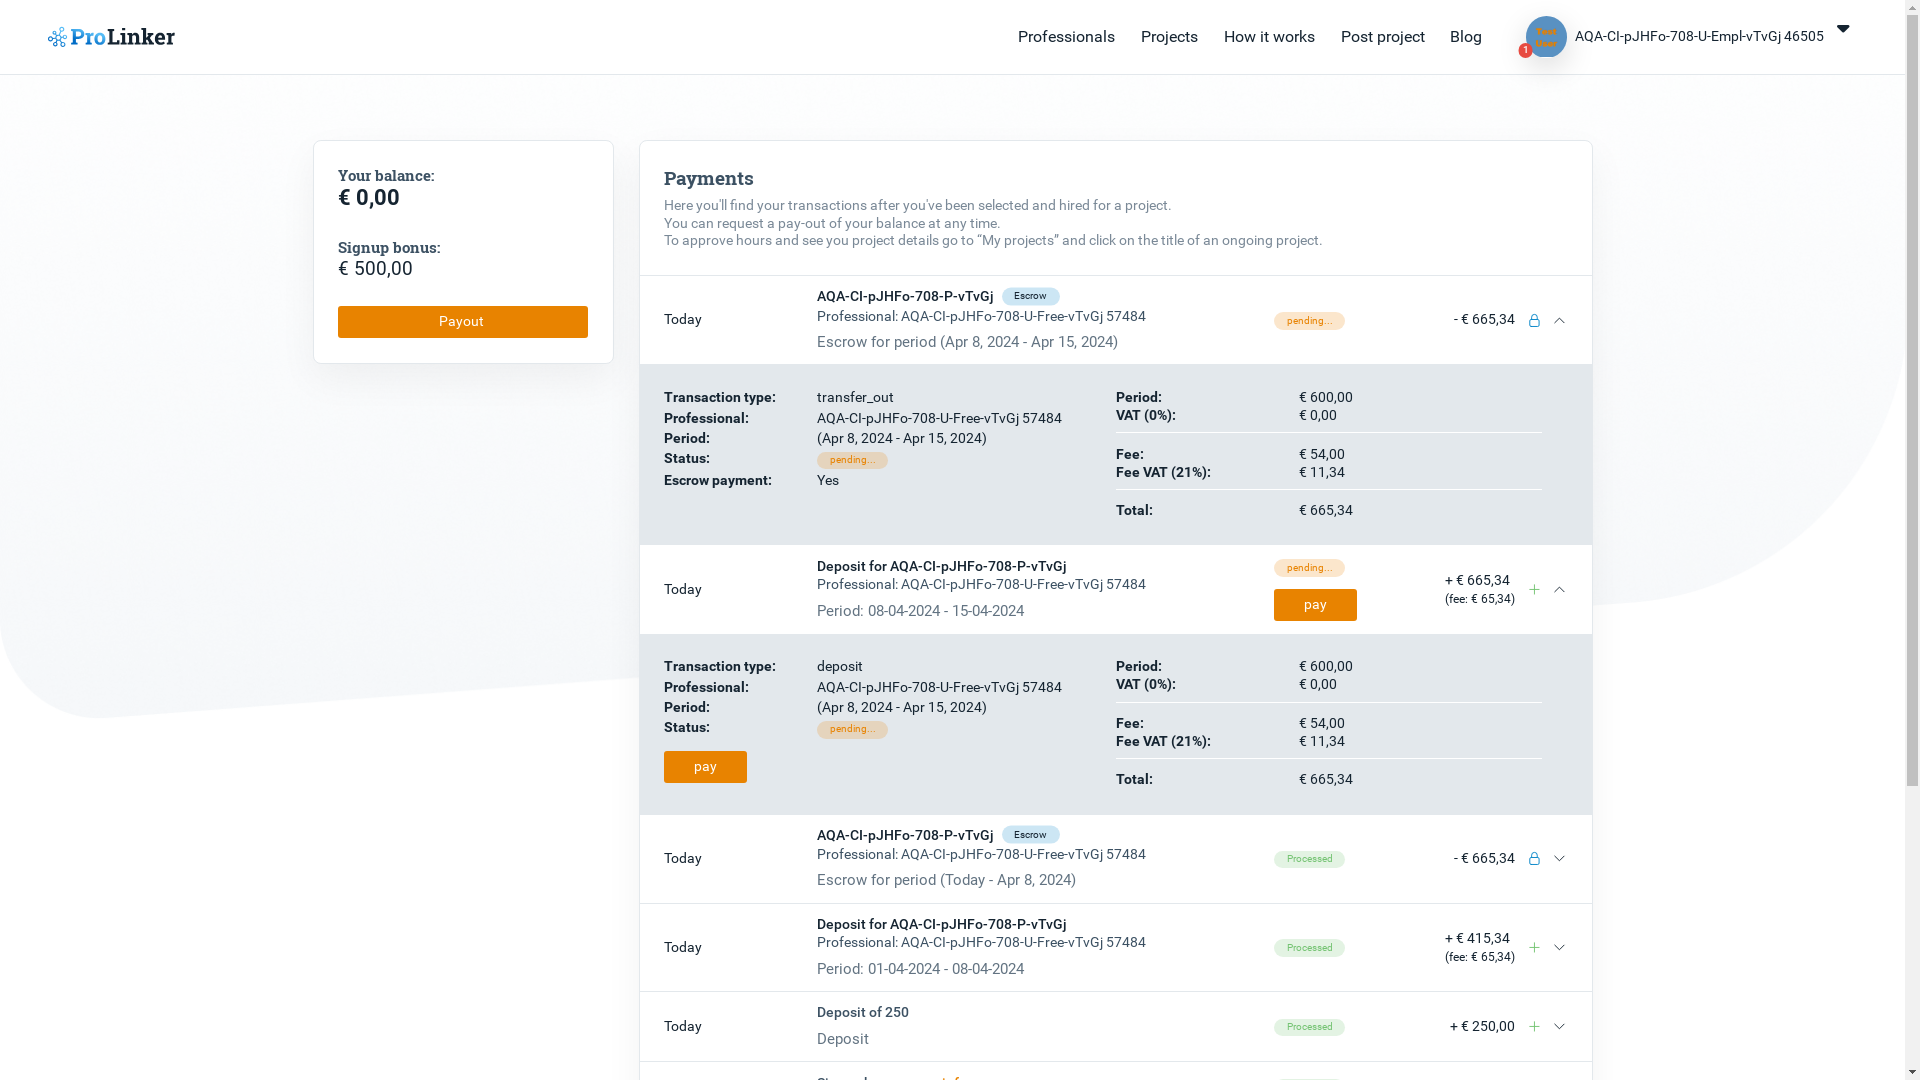 ProLinker
Professionals Projects How it works Post project Blog
1 Test User AQA-CI-pJHFo-708-U-Empl-vTvGj 46505
Your balance:
€ 0,00
Signup bonus:
€ 500,00
Payout
Payments
Here you'll find your transactions after you've been selected and hired for a project.
You can request a pay-out of your balance at any time.
To approve hours and see you project details go to “My projects” and click on the title of an ongoing project.
Today
AQA-CI-pJHFo-708-P-vTvGj Escrow
Professional: AQA-CI-pJHFo-708-U-Free-vTvGj 57484
Escrow for period (Apr 8, 2024 - Apr 15, 2024)
pending...
- € 665,34
Transaction type: transfer_out
Professional: AQA-CI-pJHFo-708-U-Free-vTvGj 57484
Period: (Apr 8, 2024 - Apr 15, 2024)
Status: pending...
Escrow payment: Yes
Period: € 600,00
VAT (0%): € 0,00
Fee: € 54,00
Fee VAT (21%): € 11,34
Total: € 665,34
Today
Deposit for AQA-CI-pJHFo-708-P-vTvGj
Professional: AQA-CI-pJHFo-708-U-Free-vTvGj 57484
Period: 08-04-2024 - 15-04-2024
pending...
pay
+ € 665,34
(fee: € 65,34)
Transaction type: deposit
Professional: AQA-CI-pJHFo-708-U-Free-vTvGj 57484
Period: (Apr 8, 2024 - Apr 15, 2024)
Status: pending...
pay
Period: € 600,00
VAT (0%): € 0,00
Fee: € 54,00
Fee VAT (21%): € 11,34
Total: € 665,34
Today
AQA-CI-pJHFo-708-P-vTvGj Escrow
Professional: AQA-CI-pJHFo-708-U-Free-vTvGj 57484
Escrow for period (Today - Apr 8, 2024)
Processed
- € 665,34
Today
Deposit for AQA-CI-pJHFo-708-P-vTvGj
Professional: AQA-CI-pJHFo-708-U-Free-vTvGj 57484
Period: 01-04-2024 - 08-04-2024
Processed
+ € 415,34
(fee: € 65,34)
Today
Deposit of 250
Deposit
Processed
+ € 250,00